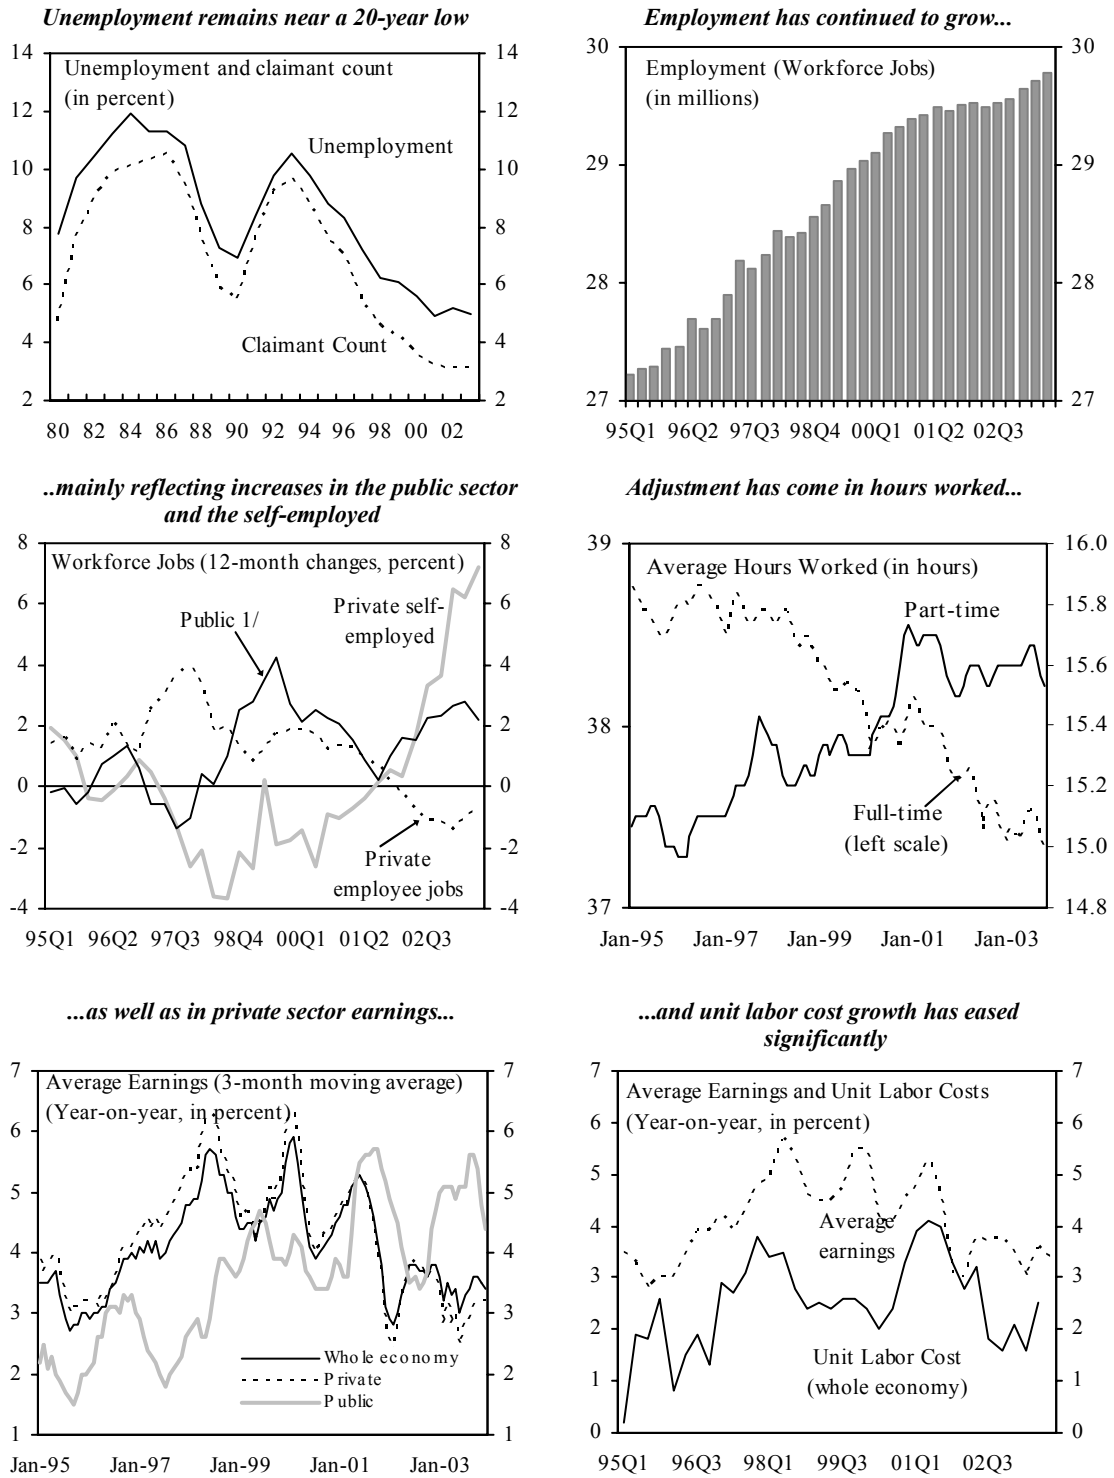 Unemployment remains near a 20-year low
14 14
Unemployment and claimant count
(in percent)
12 12
Unemployment
10 10
8 8
6 6
Claimant Count
4 4
2 2
80 82 84 86 88 90 92 94 96 98 00 02
Employment has continued to grow...
30 30
Employment (Workforce Jobs)
(in millions)
29 29
28 28
27 27
95Q1 96Q2 97Q3 98Q4 00Q1 01Q2 02Q3
..mainly reflecting increases in the public sector
and the self-employed
8 8
Workforce Jobs (12-month changes, percent)
Private self-
employed
Public 1/
6 6
4 4
2 2
0 0
-2 -2
Private
employee jobs
-4 -4
95Q1 96Q2 97Q3 98Q4 00Q1 01Q2 02Q3
Adjustment has come in hours worked...
39 16.0
Average Hours Worked (in hours)
Part-time
15.8
15.6
38 15.4
15.2
Full-time
(left scale)
15.0
37 14.8
Jan-95 Jan-97 Jan-99 Jan-01 Jan-03
...as well as in private sector earnings...
7 7
Average Earnings (3-month moving average)
(Year-on-year, in percent)
6 6
5 5
4 4
3 3
Whole economy
Private
2 2
Public
1 1
Jan-95 Jan-97 Jan-99 Jan-01 Jan-03
...and unit labor cost growth has eased
significantly
7 7
Average Earnings and Unit Labor Costs
(Year-on-year, in percent)
6 6
5 5
4 4
Average
earnings
3 3
2 2
Unit Labor Cost
(whole economy)
1 1
0 0
95Q1 96Q3 98Q1 99Q3 01Q1 02Q3